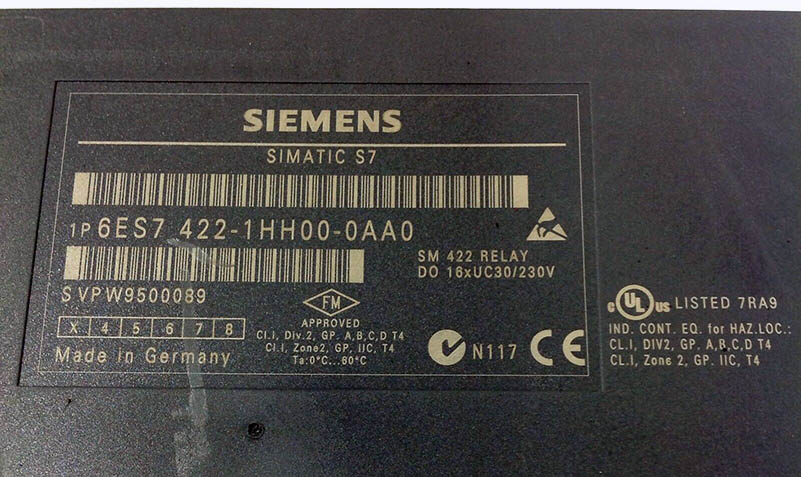 SIEMENS
SIMATIC S7
1P 6ES7 422-1HH00-0AA0
SM 422 RELAY
DO 16xUC30/230V
S VPW9500089
X 4 5 6 7 8
Made in Germany
FM
APPROVED
Cl.I, Div.2, GP. A,B,C,D T4
Cl.I, Zone2, GP. IIC, T4
Ta:0°C...60°C
N117 CE
c UL us LISTED 7RA9
IND. CONT. EQ. for HAZ.LOC.:
CL.I, DIV2, GP. A,B,C,D T4
CL.I, Zone 2, GP. IIC, T4